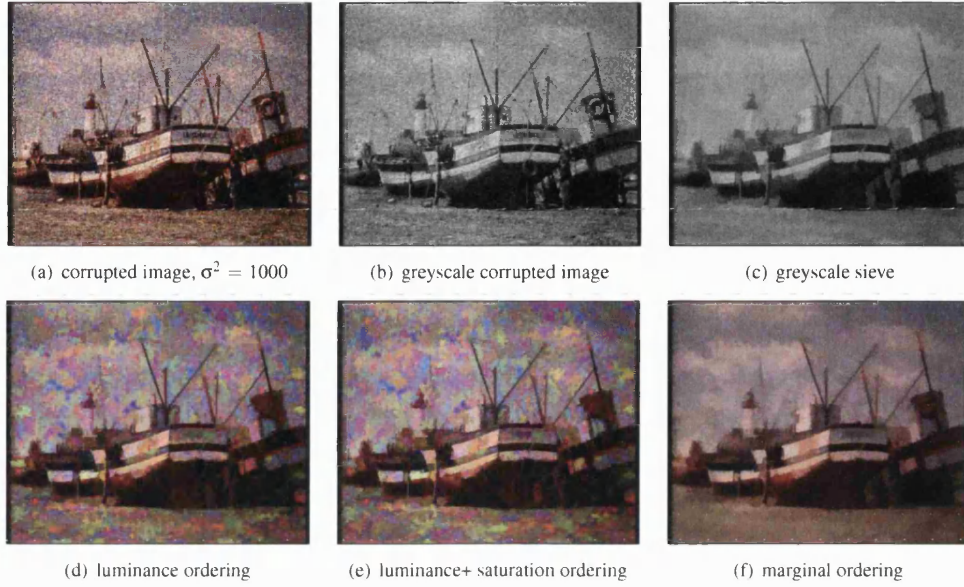 (a) corrupted image, σ² = 1000
(b) greyscale corrupted image
(c) greyscale sieve
(d) luminance ordering
(e) luminance+ saturation ordering
(f) marginal ordering